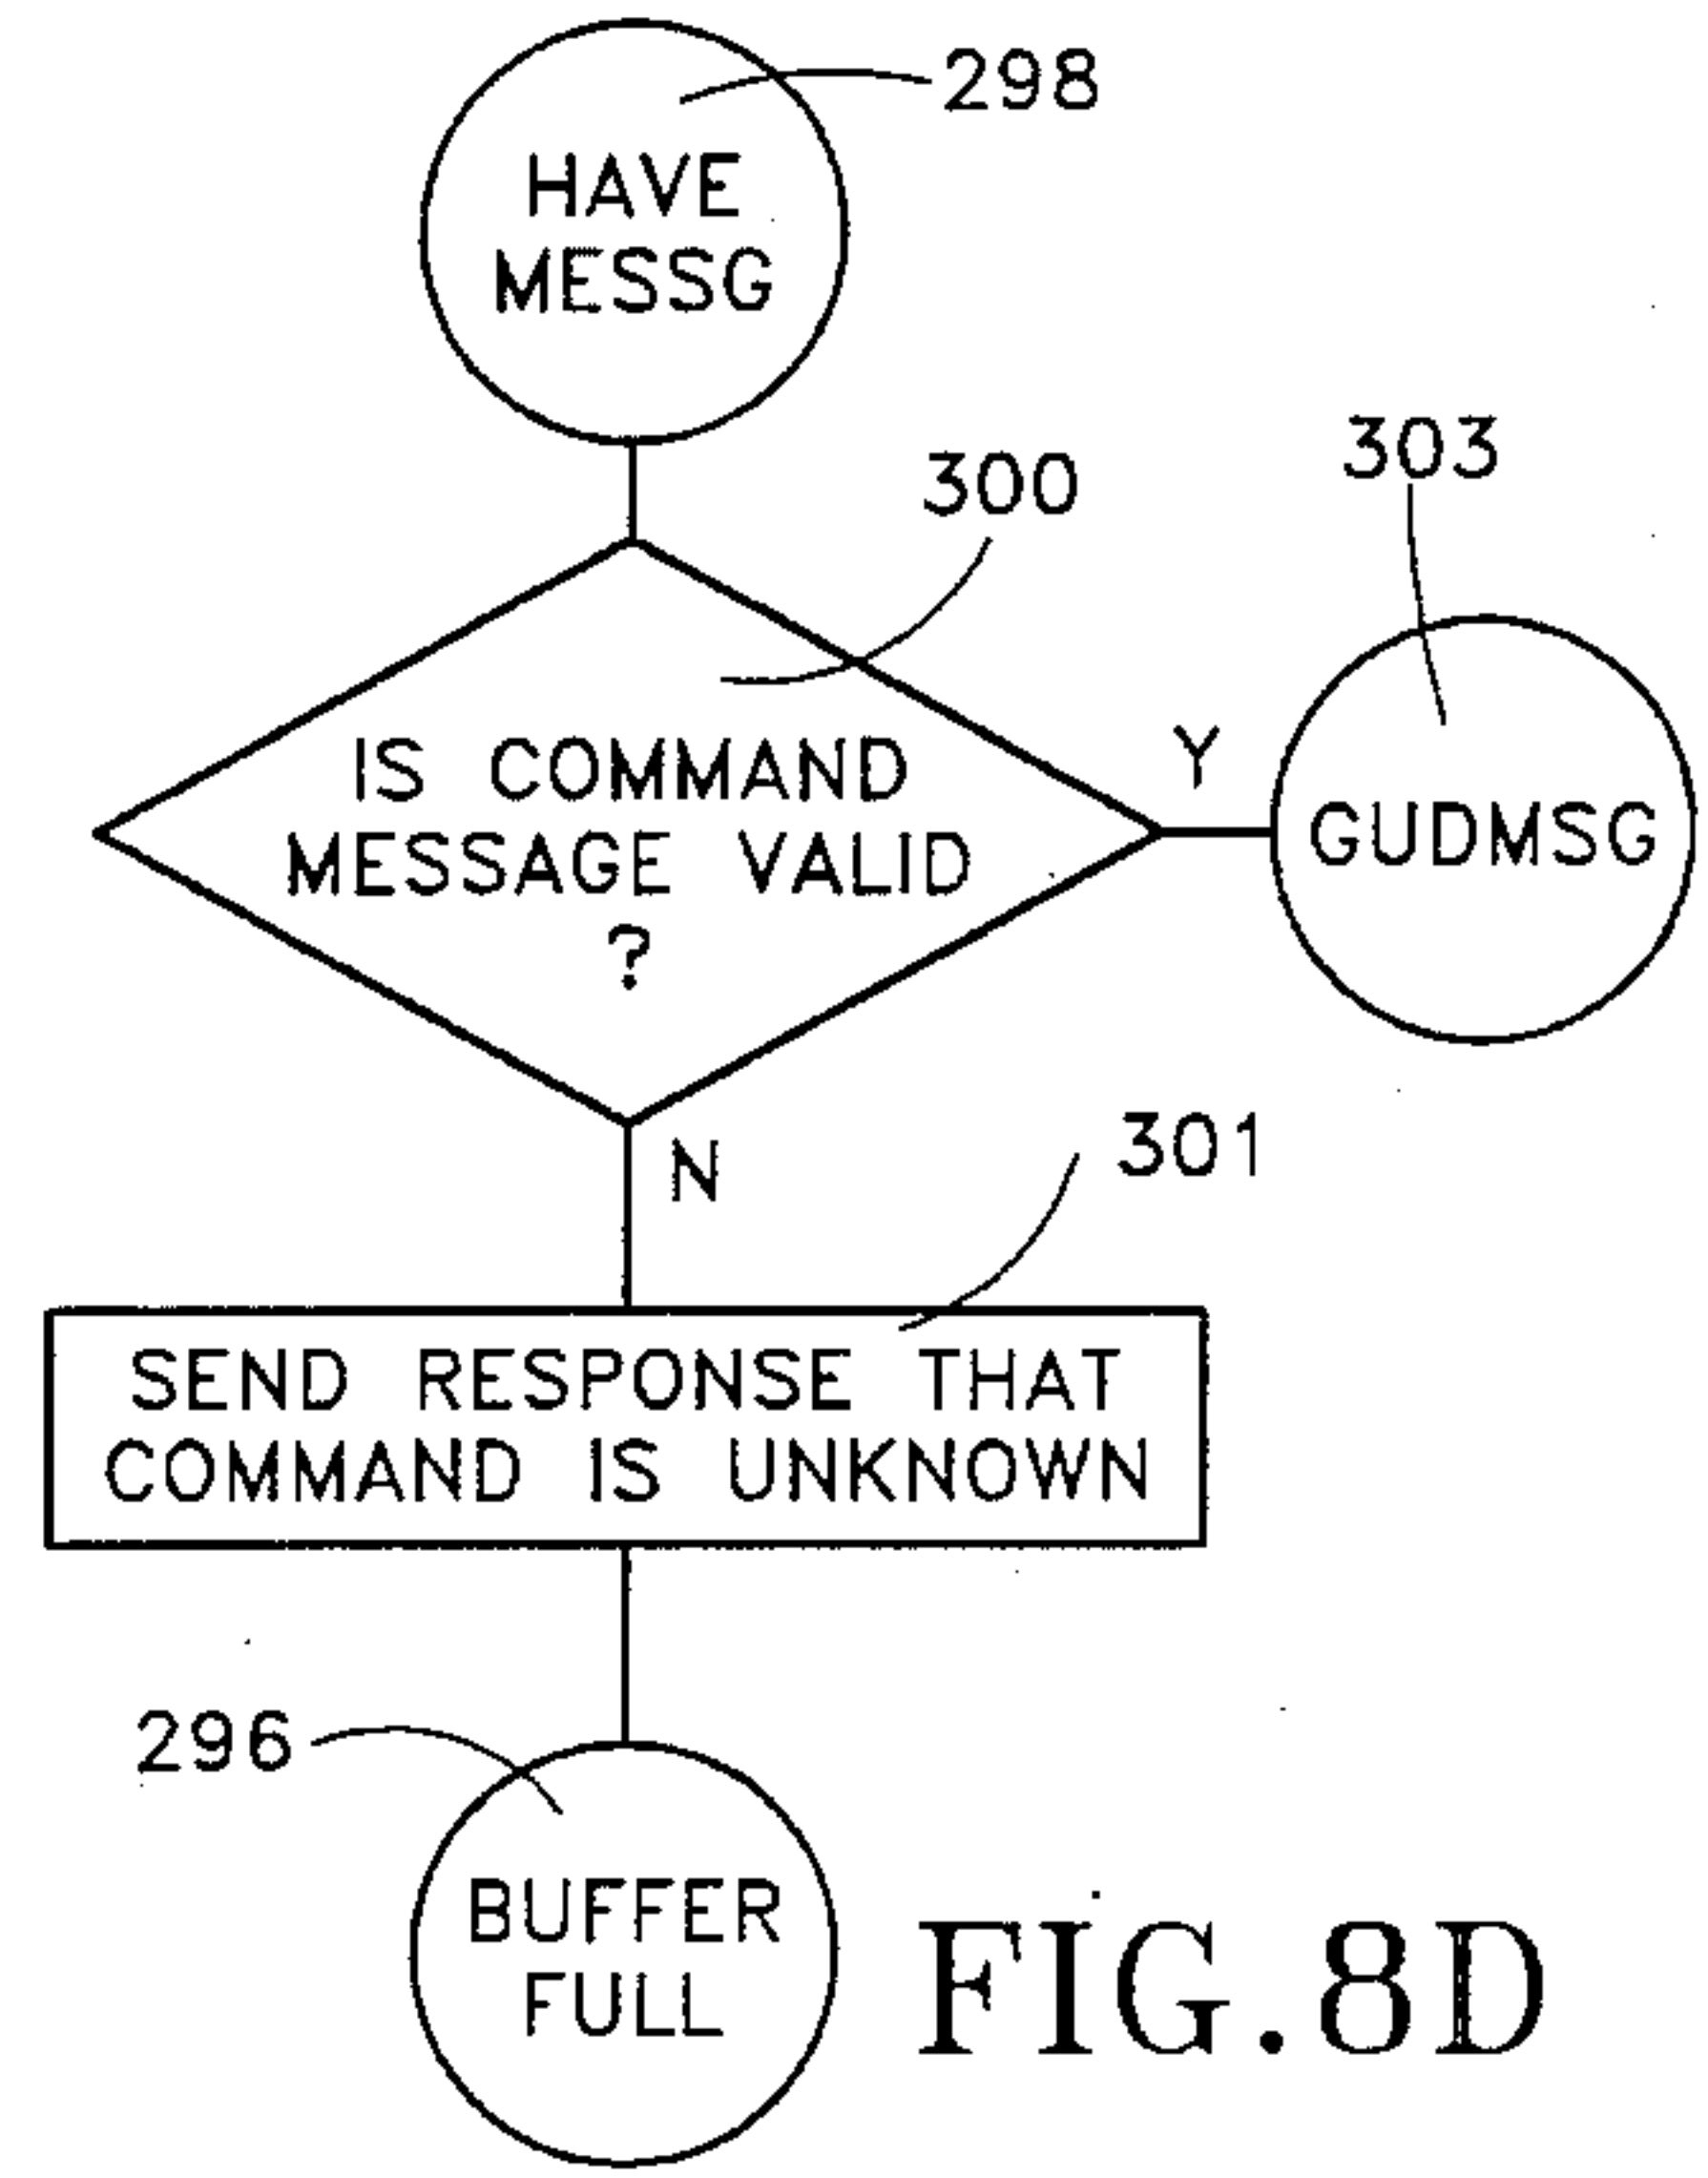 298
HAVE
MESSG
300
303
IS COMMAND
MESSAGE VALID
?
Y
GUDMSG
N
301
SEND RESPONSE THAT
COMMAND IS UNKNOWN
296
BUFFER
FULL
FIG.8D